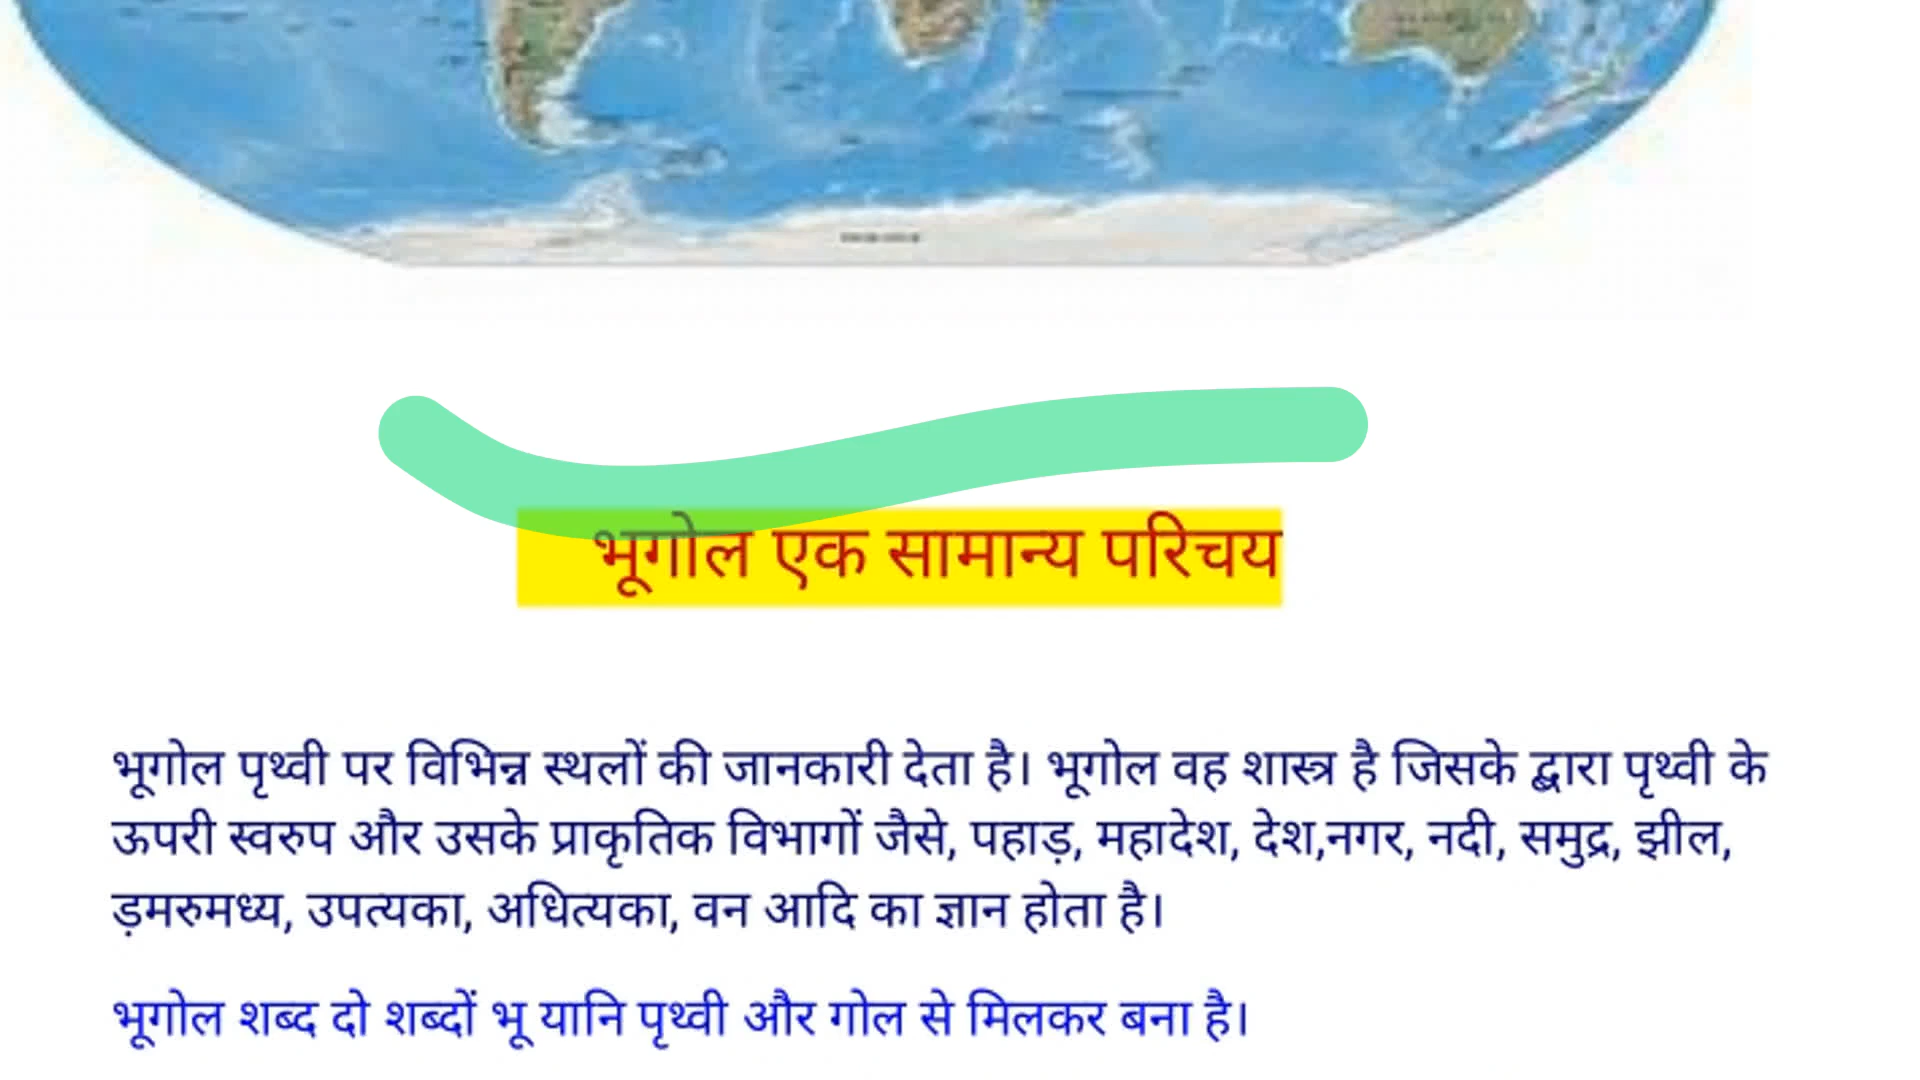 भूगोल एक सामान्य परिचय
भूगोल पृथ्वी पर विभिन्न स्थलों की जानकारी देता है। भूगोल वह शास्त्र है जिसके द्वारा पृथ्वी के
ऊपरी स्वरुप और उसके प्राकृतिक विभागों जैसे, पहाड़, महादेश, देश,नगर, नदी, समुद्र, झील,
ड़मरुमध्य, उपत्यका, अधित्यका, वन आदि का ज्ञान होता है।
भूगोल शब्द दो शब्दों भू यानि पृथ्वी और गोल से मिलकर बना है।